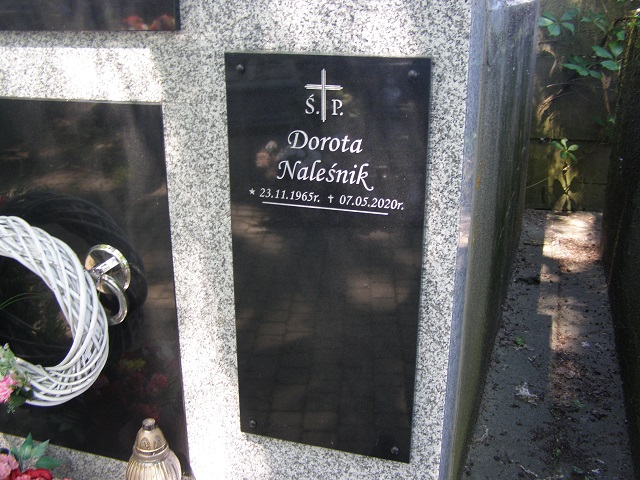 Ś. P.
Dorota
Naleśnik
★ 23.11.1965r. ✝ 07.05.2020r.